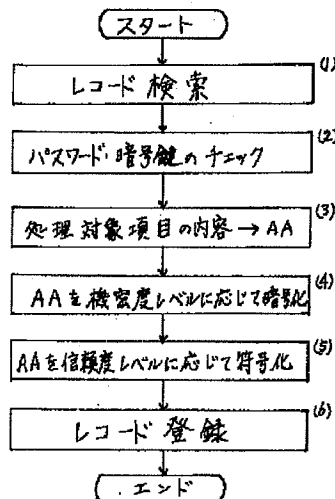 スタート
(1)
レコード検索
(2)
パスワード・暗号鍵のチェック
(3)
処理対象項目の内容→AA
(4)
AAを機密度レベルに応じて暗号化
(5)
AAを信頼度レベルに応じて符号化
(6)
レコード登録
エンド